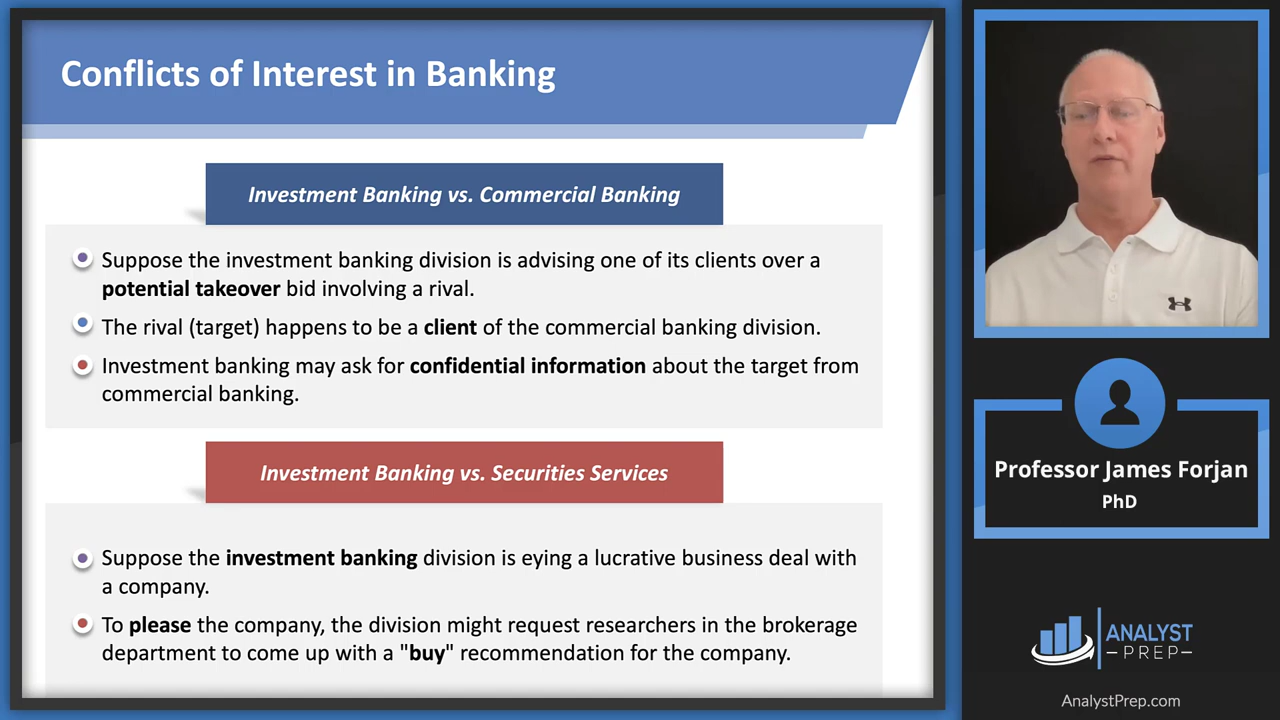 Conflicts of Interest in Banking
Investment Banking vs. Commercial Banking
Suppose the investment banking division is advising one of its clients over a
potential takeover bid involving a rival.
The rival (target) happens to be a client of the commercial banking division.
Investment banking may ask for confidential information about the target from
commercial banking.
Investment Banking vs. Securities Services
Suppose the investment banking division is eying a lucrative business deal with
a company.
To please the company, the division might request researchers in the brokerage
department to come up with a "buy" recommendation for the company.
Professor James Forjan
PhD
ANALYST
PREP
AnalystPrep.com